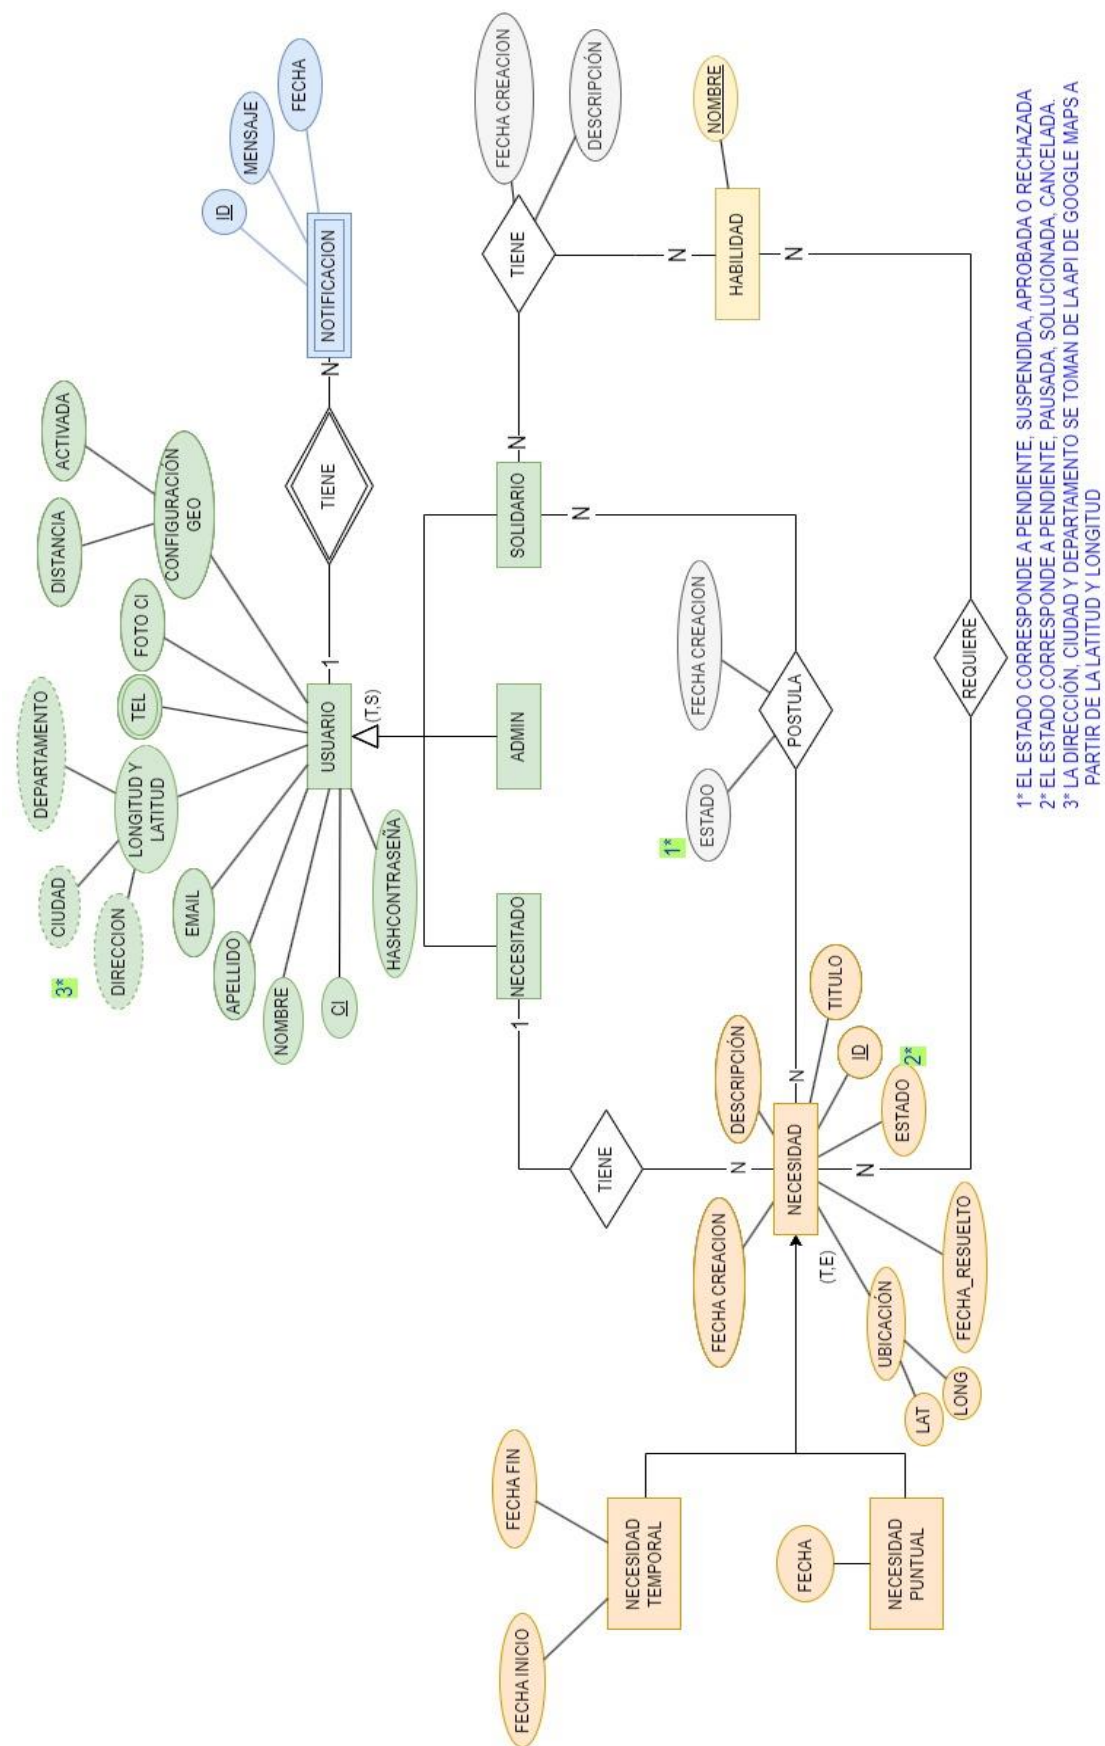 3*
CIUDAD
DEPARTAMENTO
DISTANCIA
ACTIVADA
DIRECCION
LONGITUD Y
LATITUD
TEL
FOTO CI
CONFIGURACIÓN
GEO
EMAIL
ID
APELLIDO
MENSAJE
NOMBRE
FECHA
CI
USUARIO
1
TIENE
N
NOTIFICACION
HASHCONTRASEÑA
(T,S)
NECESITADO
ADMIN
SOLIDARIO
1
N
TIENE
FECHA CREACION
DESCRIPCIÓN
N
FECHA INICIO
FECHA FIN
TIENE
NECESIDAD
TEMPORAL
N
N
1*
ESTADO
FECHA CREACION
FECHA CREACION
DESCRIPCIÓN
NOMBRE
HABILIDAD
NECESIDAD
N
POSTULA
N
FECHA
(T,E)
TITULO
ID
UBICACIÓN
N
ESTADO
2*
NECESIDAD
PUNTUAL
LAT
LONG
FECHA_RESUELTO
REQUIERE
1* EL ESTADO CORRESPONDE A PENDIENTE, SUSPENDIDA, APROBADA O RECHAZADA
2* EL ESTADO CORRESPONDE A PENDIENTE, PAUSADA, SOLUCIONADA, CANCELADA.
3* LA DIRECCIÓN, CIUDAD Y DEPARTAMENTO SE TOMAN DE LA API DE GOOGLE MAPS A
PARTIR DE LA LATITUD Y LONGITUD